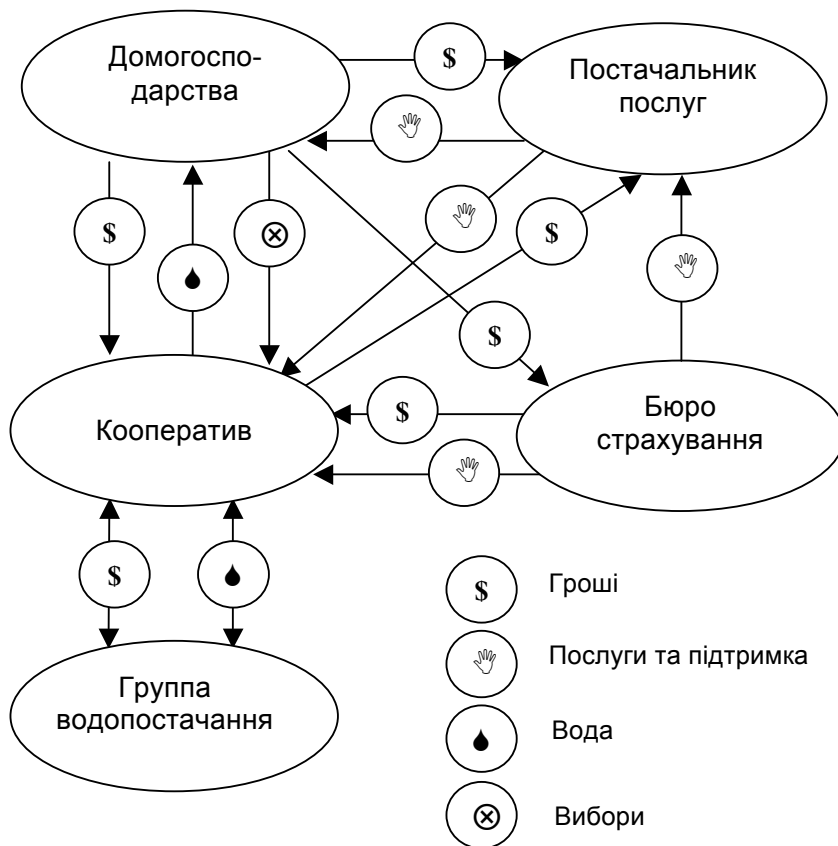 Домогоспо-
дарства
Постачальник
послуг
$
$
$
$
Кооператив
$
Бюро
страхування
$
Группа
водопостачання
$ Гроші
Послуги та підтримка
Вода
Вибори